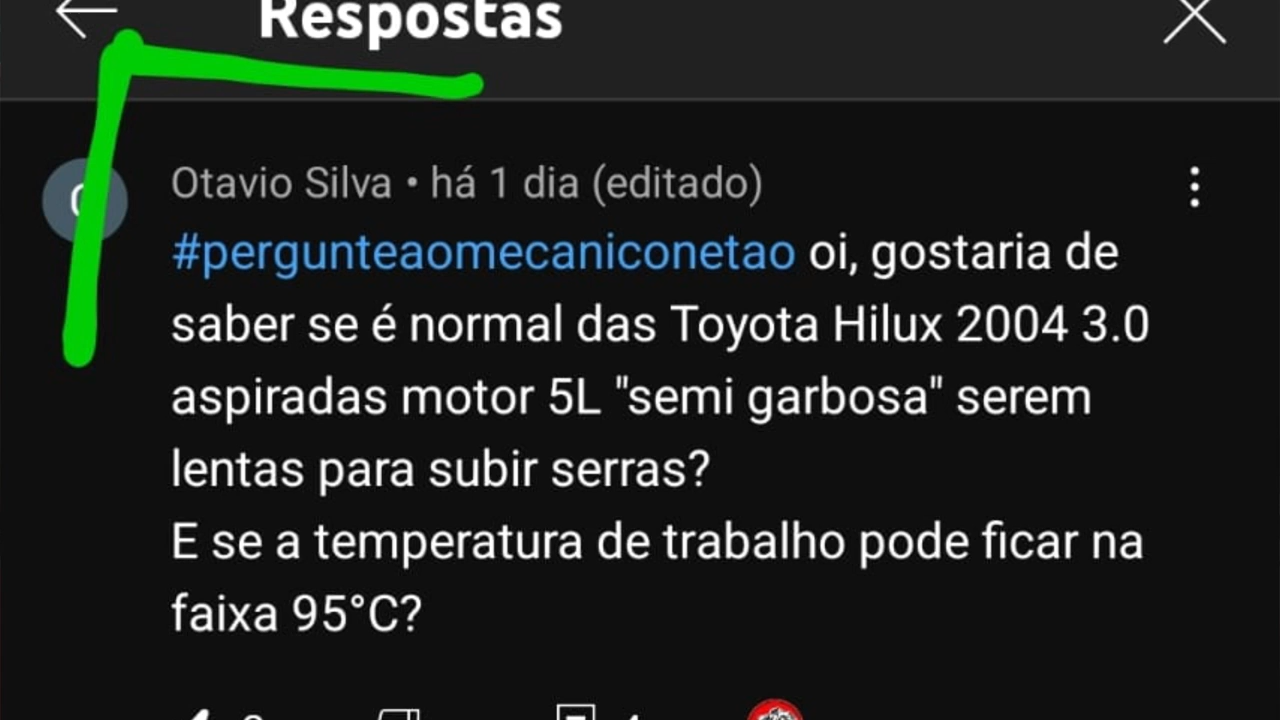 Respostas
Otavio Silva • há 1 dia (editado)
#pergunteaomecaniconetao oi, gostaria de
saber se é normal das Toyota Hilux 2004 3.0
aspiradas motor 5L "semi garbosa" serem
lentas para subir serras?
E se a temperatura de trabalho pode ficar na
faixa 95°C?